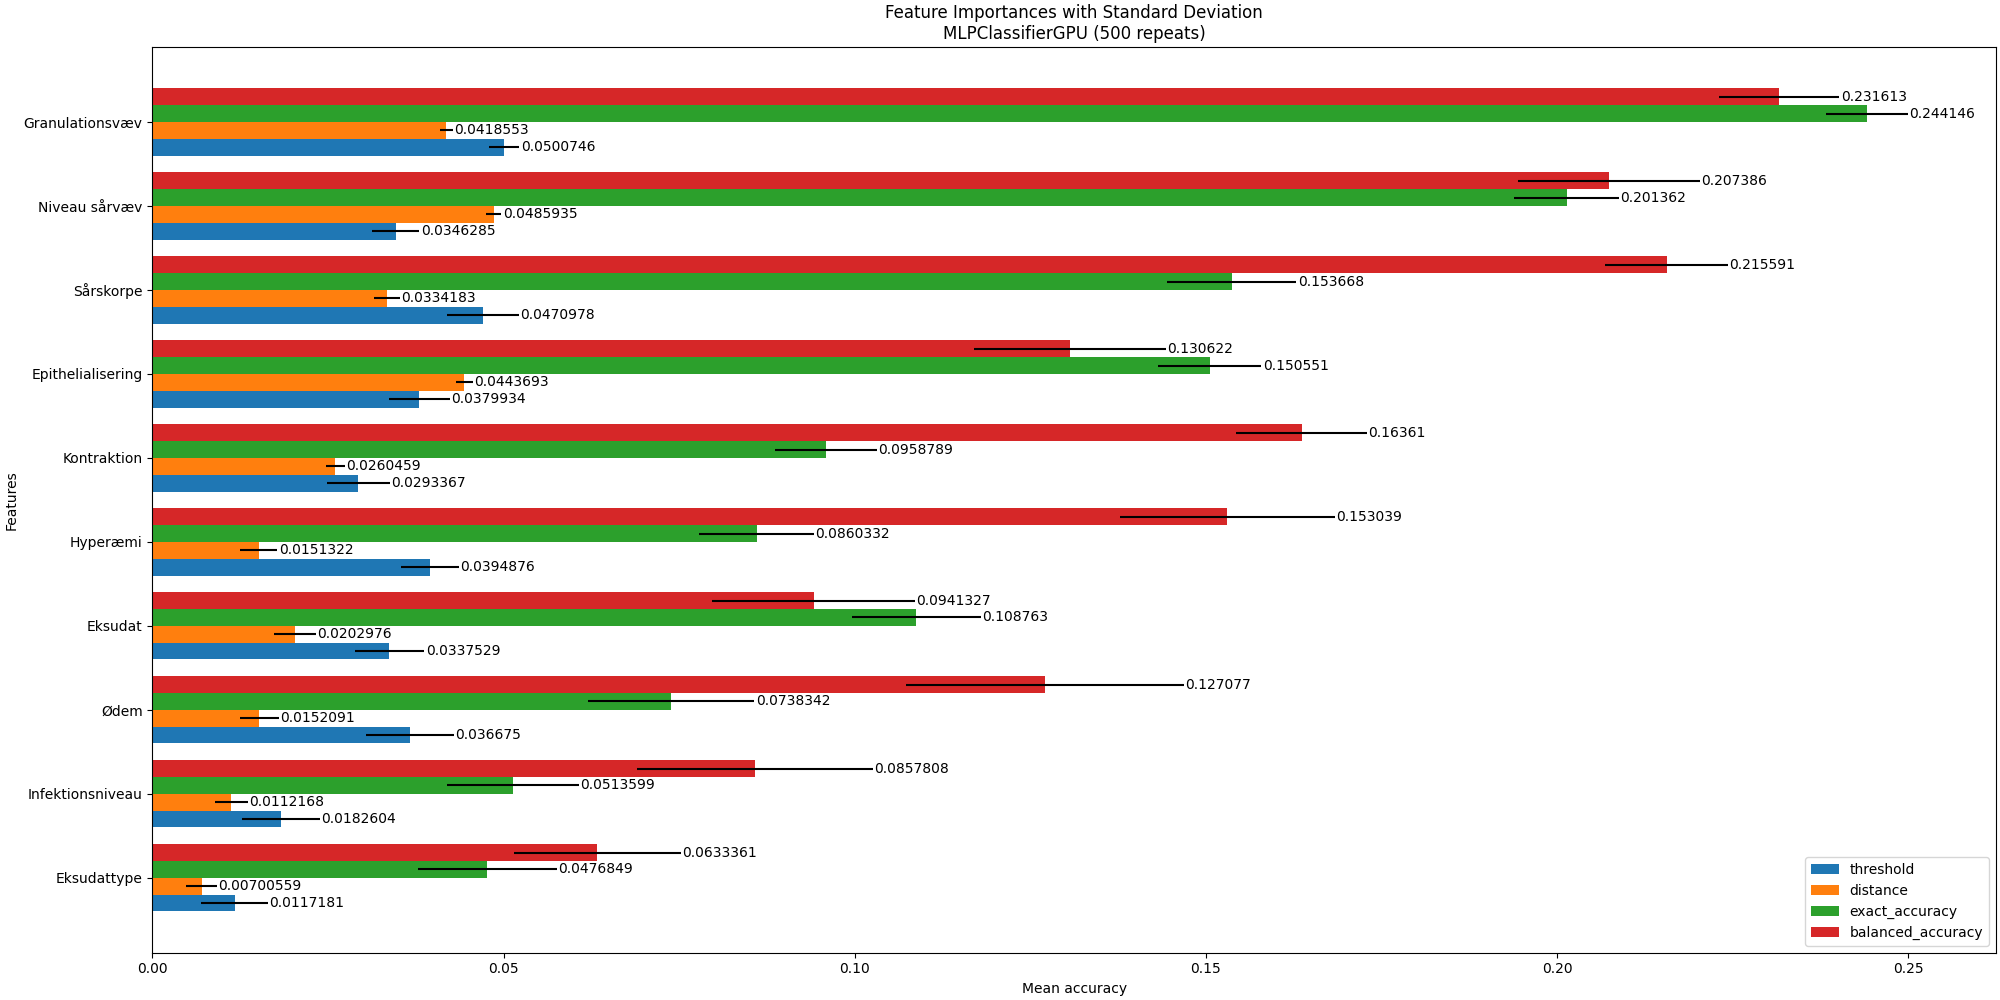 Feature Importances with Standard Deviation
MLPClassifierGPU (500 repeats)
Features
Granulationsvæv
0.231613
0.244146
0.0418553
0.0500746
Niveau sårvæv
0.207386
0.201362
0.0485935
0.0346285
Sårskorpe
0.215591
0.153668
0.0334183
0.0470978
Epithelialisering
0.130622
0.150551
0.0443693
0.0379934
Kontraktion
0.16361
0.0958789
0.0260459
0.0293367
Hyperæmi
0.153039
0.0860332
0.0151322
0.0394876
Eksudat
0.0941327
0.108763
0.0202976
0.0337529
Ødem
0.127077
0.0738342
0.0152091
0.036675
Infektionsniveau
0.0857808
0.0513599
0.0112168
0.0182604
Eksudattype
0.0633361
0.0476849
0.00700559
0.0117181
threshold
distance
exact_accuracy
balanced_accuracy
0.00 0.05 0.10 0.15 0.20 0.25
Mean accuracy